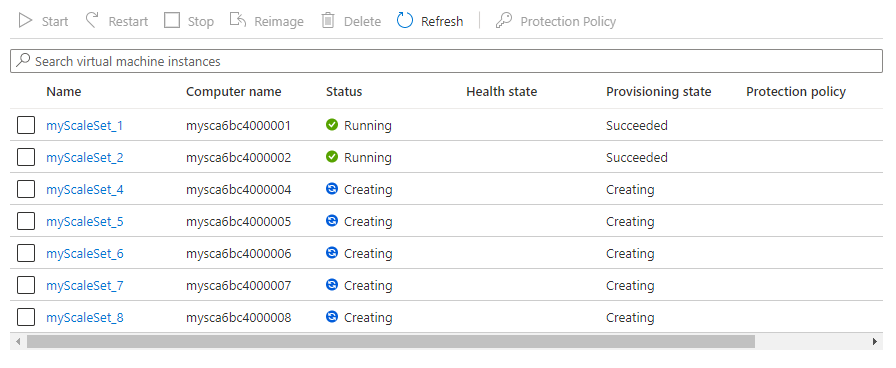 Start Restart Stop Reimage Delete Refresh Protection Policy
Search virtual machine instances
Name Computer name Status Health state Provisioning state Protection policy
myScaleSet_1 mysca6bc4000001 Running Succeeded
myScaleSet_2 mysca6bc4000002 Running Succeeded
myScaleSet_4 mysca6bc4000004 Creating Creating
myScaleSet_5 mysca6bc4000005 Creating Creating
myScaleSet_6 mysca6bc4000006 Creating Creating
myScaleSet_7 mysca6bc4000007 Creating Creating
myScaleSet_8 mysca6bc4000008 Creating Creating